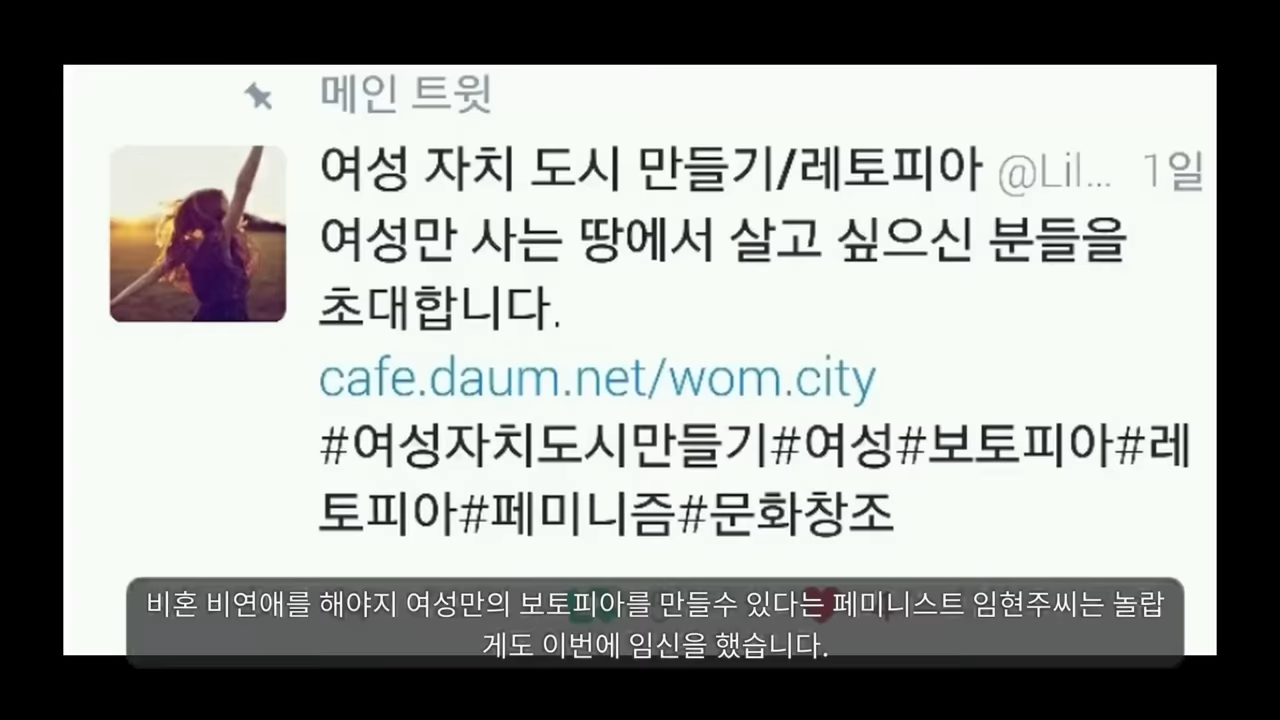 메인 트윗
여성 자치 도시 만들기/레토피아 @Lil... 1일
여성만 사는 땅에서 살고 싶으신 분들을
초대합니다.
cafe.daum.net/wom.city
#여성자치도시만들기#여성#보토피아#레
토피아#페미니즘#문화창조
비혼 비연애를 해야지 여성만의 보토피아를 만들수 있다는 페미니스트 임현주씨는 놀랍
게도 이번에 임신을 했습니다.